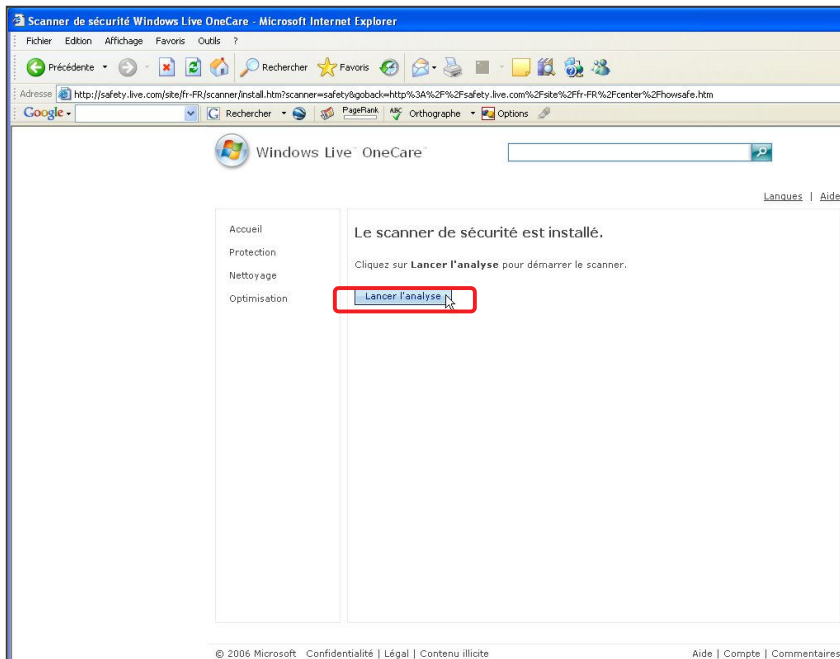 Scanner de sécurité Windows Live OneCare - Microsoft Internet Explorer
Fichier Edition Affichage Favoris Outils ?
Précédente Rechercher Favoris
Adresse http://safety.live.com/site/fr-FR/scanner/install.htm?scanner=safety&goback=http%3A%2F%2Fsafety.live.com%2Fsite%2Ffr-FR%2Fcenter%2Fhowsafe.htm
Google Rechercher PageRank ABC Orthographe Options
Windows Live™ OneCare™
Langues | Aide
Accueil
Protection
Nettoyage
Optimisation
Le scanner de sécurité est installé.
Cliquez sur Lancer l'analyse pour démarrer le scanner.
Lancer l'analyse
© 2006 Microsoft Confidentialité | Légal | Contenu illicite
Aide | Compte | Commentaires